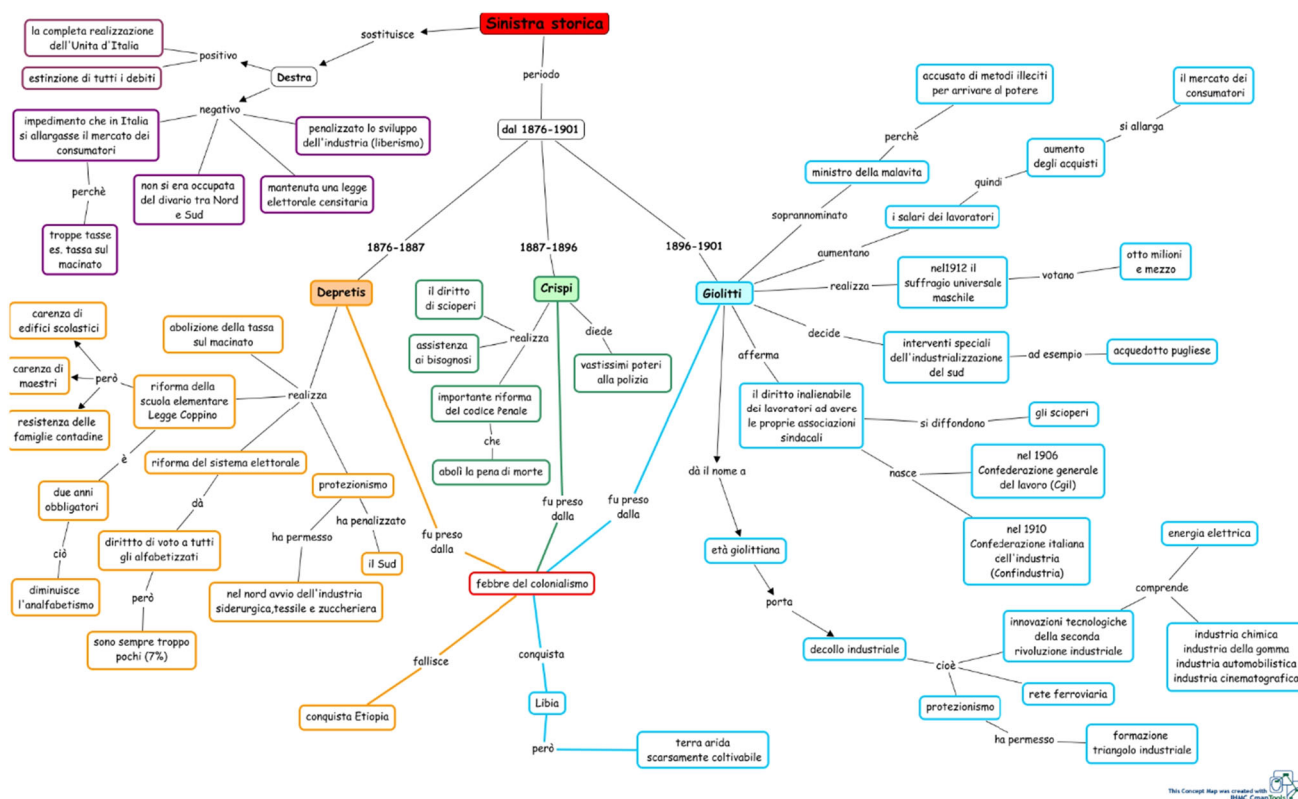 Sinistra storica
sostituisce
Destra
positivo
la completa realizzazione
dell'Unita d'Italia
estinzione di tutti i debiti
negativo
impedimento che in Italia
si allargasse il mercato dei
consumatori
perchè
troppe tasse
es. tassa sul
macinato
non si era occupata
del divario tra Nord
e Sud
mantenuta una legge
elettorale censitaria
penalizzato lo sviluppo
dell'industria (liberismo)
periodo
dal 1876-1901
1876-1887
Depretis
realizza
abolizione della tassa
sul macinato
riforma della
scuola elementare
Legge Coppino
però
carenza di
edifici scolastici
carenza di
maestri
resistenza delle
famiglie contadine
è
due anni
obbligatori
ciò
diminuisce
l'analfabetismo
riforma del sistema elettorale
dà
dirittto di voto a tutti
gli alfabetizzati
però
sono sempre troppo
pochi (7%)
protezionismo
ha permesso
nel nord avvio dell'industria
siderurgica,tessile e zuccheriera
ha penalizzato
il Sud
fu preso
dalla
1887-1896
Crispi
realizza
il diritto
di scioperi
assistenza
ai bisognosi
importante riforma
del codice Penale
che
abolì la pena di morte
diede
vastissimi poteri
alla polizia
fu preso
dalla
1896-1901
Giolitti
soprannominato
ministro della malavita
perchè
accusato di metodi illeciti
per arrivare al potere
aumentano
i salari dei lavoratori
quindi
aumento
degli acquisti
si allarga
il mercato dei
consumatori
realizza
nel1912 il
suffragio universale
maschile
votano
otto milioni
e mezzo
decide
interventi speciali
dell'industrializzazione
del sud
ad esempio
acquedotto pugliese
afferma
il diritto inalienabile
dei lavoratori ad avere
le proprie associazioni
sindacali
si diffondono
gli scioperi
nasce
nel 1906
Confederazione generale
del lavoro (Cgil)
nel 1910
Confederazione italiana
cell'industria
(Confindustria)
dà il nome a
età giolittiana
porta
decollo industriale
cioè
innovazioni tecnologiche
della seconda
rivoluzione industriale
comprende
energia elettrica
industria chimica
industria della gomma
industria automobilistica
industria cinematografica
rete ferroviaria
protezionismo
ha permesso
formazione
triangolo industriale
fu preso
dalla
febbre del colonialismo
fallisce
conquista Etiopia
conquista
Libia
però
terra arida
scarsamente coltivabile
This Concept Map was created with
IHMC CmapTools